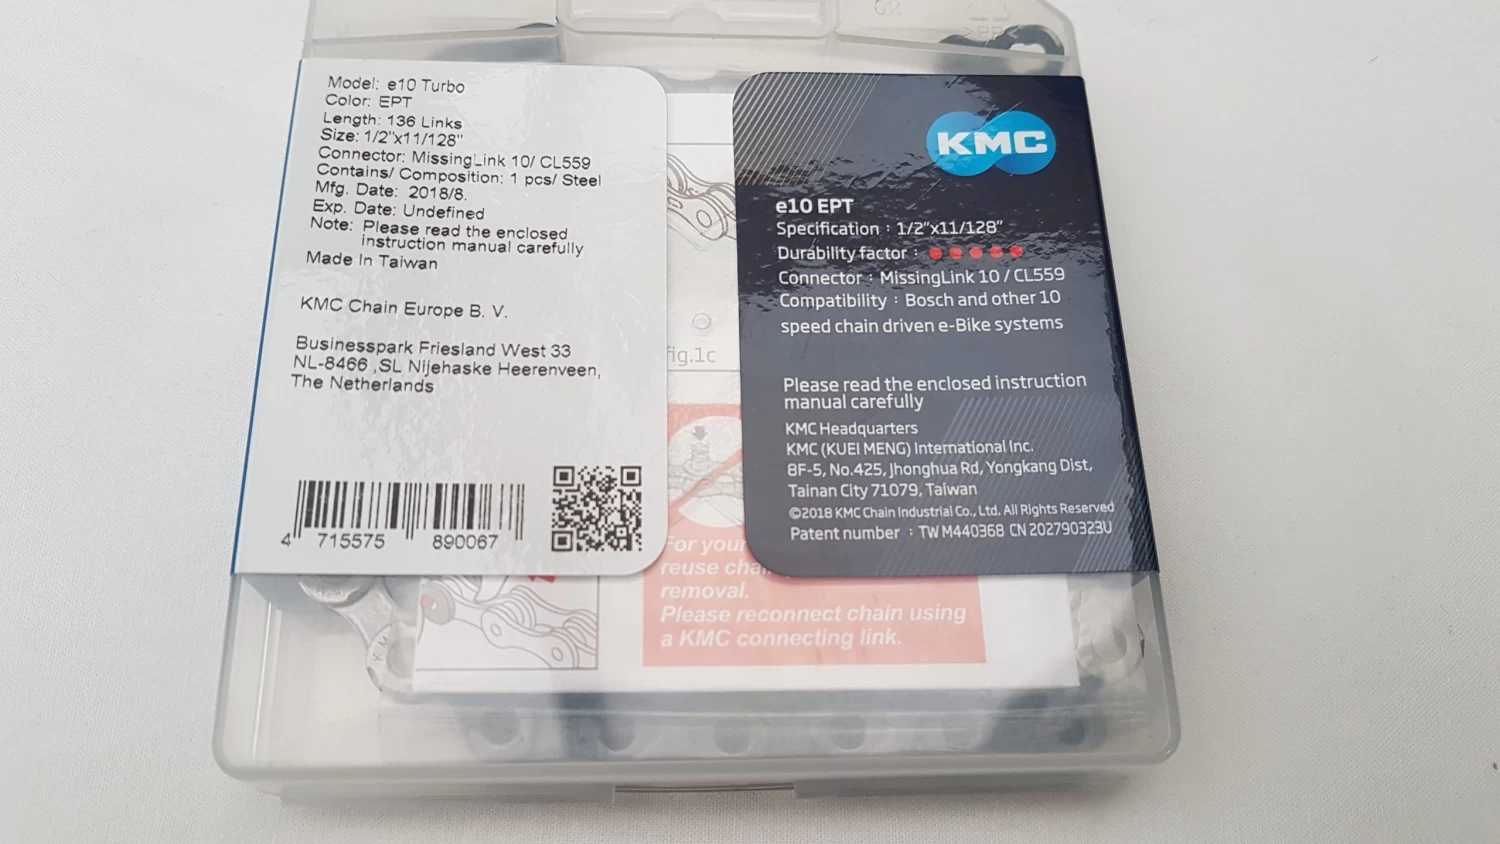 Model: e10 Turbo
Color: EPT
Length: 136 Links
Size: 1/2"x11/128"
Connector: MissingLink 10/ CL559
Contains/ Composition: 1 pcs/ Steel
Mfg. Date: 2018/8.
Exp. Date: Undefined
Note: Please read the enclosed
instruction manual carefully
Made In Taiwan
KMC Chain Europe B. V.
Businesspark Friesland West 33
NL-8466 ,SL Nijehaske Heerenveen,
The Netherlands
4 715575 890067
KMC
e10 EPT
Specification : 1/2"x11/128"
Durability factor :
Connector : MissingLink 10 / CL559
Compatibility : Bosch and other 10
speed chain driven e-Bike systems
Please read the enclosed instruction
manual carefully
KMC Headquarters
KMC (KUEI MENG) International Inc.
8F-5, No.425, Jhonghua Rd, Yongkang Dist,
Tainan City 71079, Taiwan
©2018 KMC Chain Industrial Co., Ltd. All Rights Reserved
Patent number : TW M440368 CN 202790323U
fig.1c
For your
reuse
removal.
Please reconnect chain using
a KMC connecting link.
>PP<
02